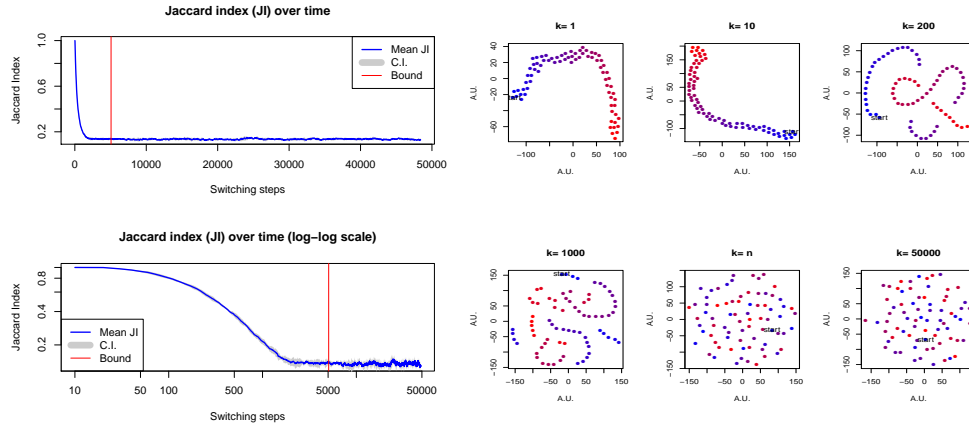 Jaccard index (JI) over time
Jaccard Index
1.0
0.6
0.2
0 10000 20000 30000 40000 50000
Switching steps
Mean JI
C.I.
Bound
k= 1
A.U.
−60 −20 0 20 40
−100 −50 0 50 100
A.U.
start
k= 10
A.U.
−100 −50 0 50 100
−50 0 50 100 150
A.U.
start
k= 200
A.U.
−100 −50 0 50 100
−100 −50 0 50 100
A.U.
start
Jaccard index (JI) over time (log−log scale)
Jaccard Index
0.8
0.4
0.2
10 50 100 500 5000 50000
Switching steps
Mean JI
C.I.
Bound
k= 1000
A.U.
−150 −50 0 50 100 150
−150 −50 0 50 100 150
A.U.
start
k= n
A.U.
−150 −50 0 50 100
−150 −50 0 50 100 150
A.U.
start
k= 50000
A.U.
−150 −50 0 50 100
−150 −50 0 50 100
A.U.
start